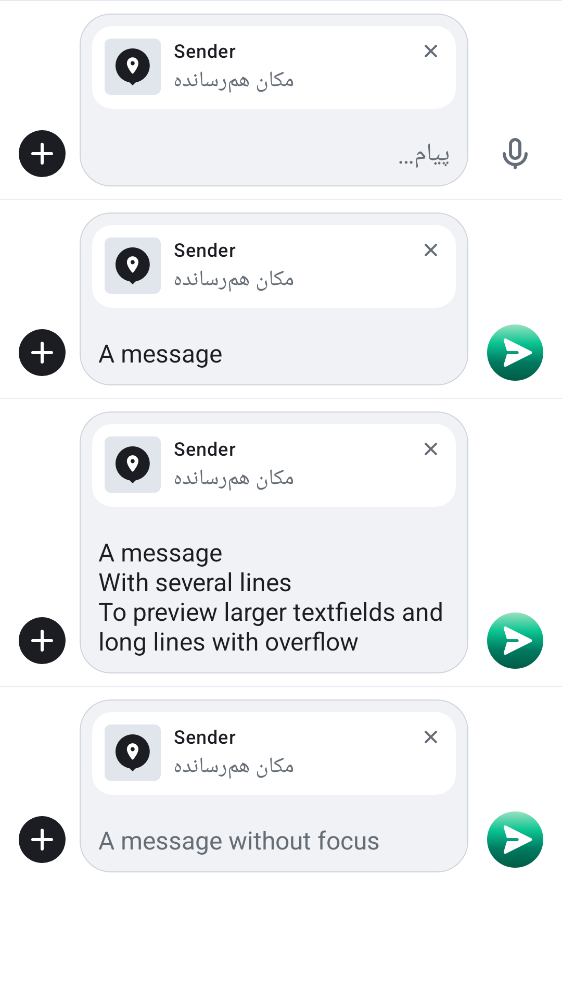 Sender
مکان هم‌رسانده
پیام…
Sender
مکان هم‌رسانده
A message
Sender
مکان هم‌رسانده
A message
With several lines
To preview larger textfields and
long lines with overflow
Sender
مکان هم‌رسانده
A message without focus